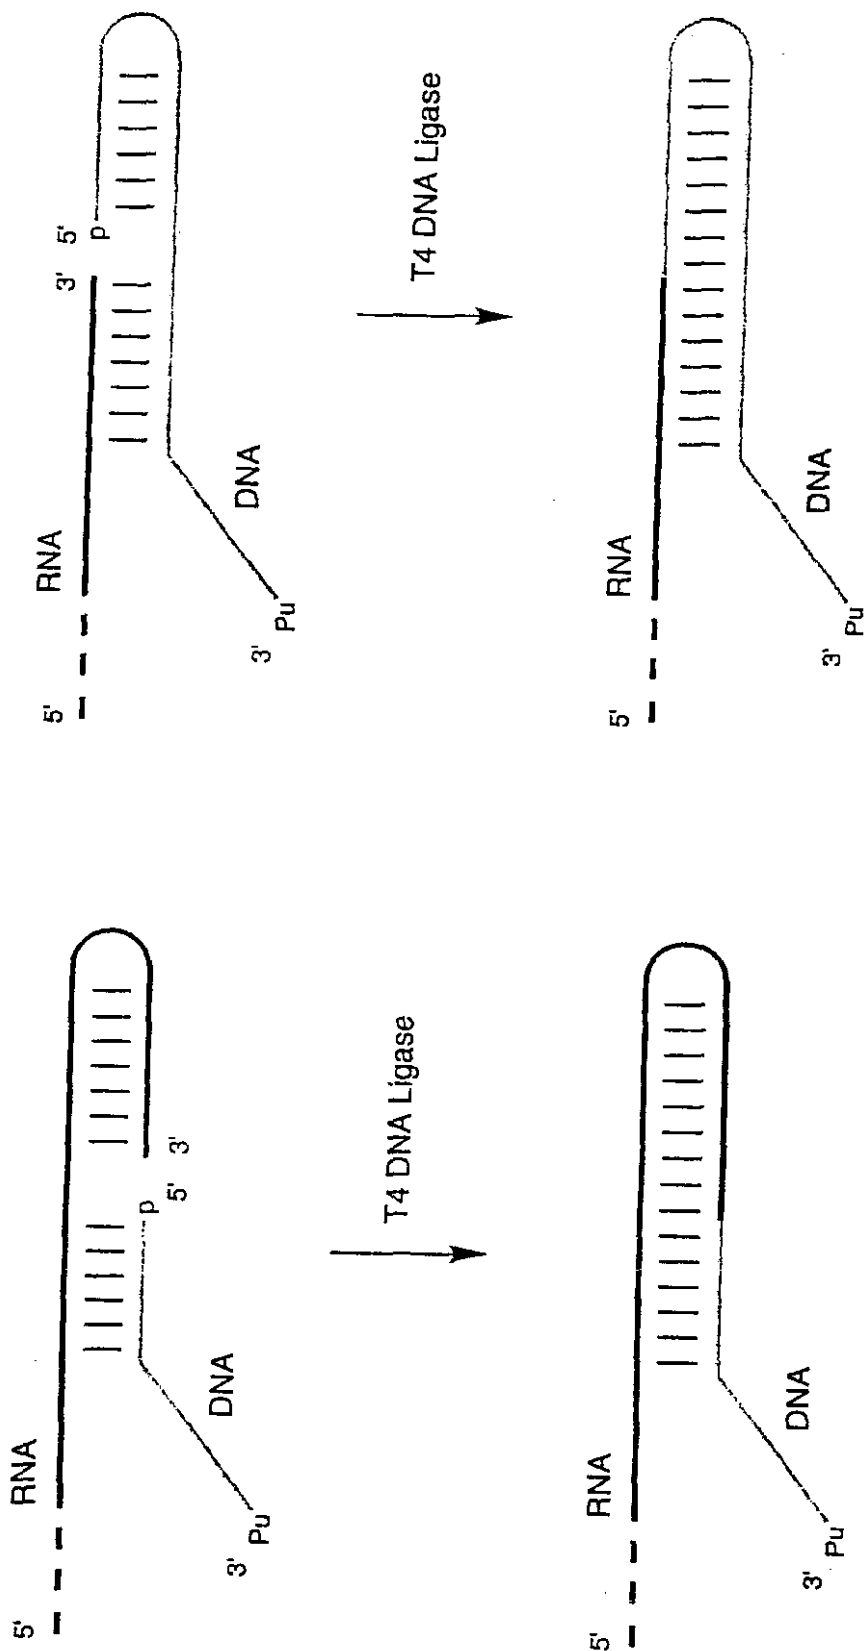 5'
RNA
3'
5'
p
DNA
3'
Pu
T4 DNA Ligase
5'
RNA
DNA
3'
Pu
5'
RNA
p
5'
3'
DNA
3'
Pu
T4 DNA Ligase
5'
RNA
DNA
3'
Pu